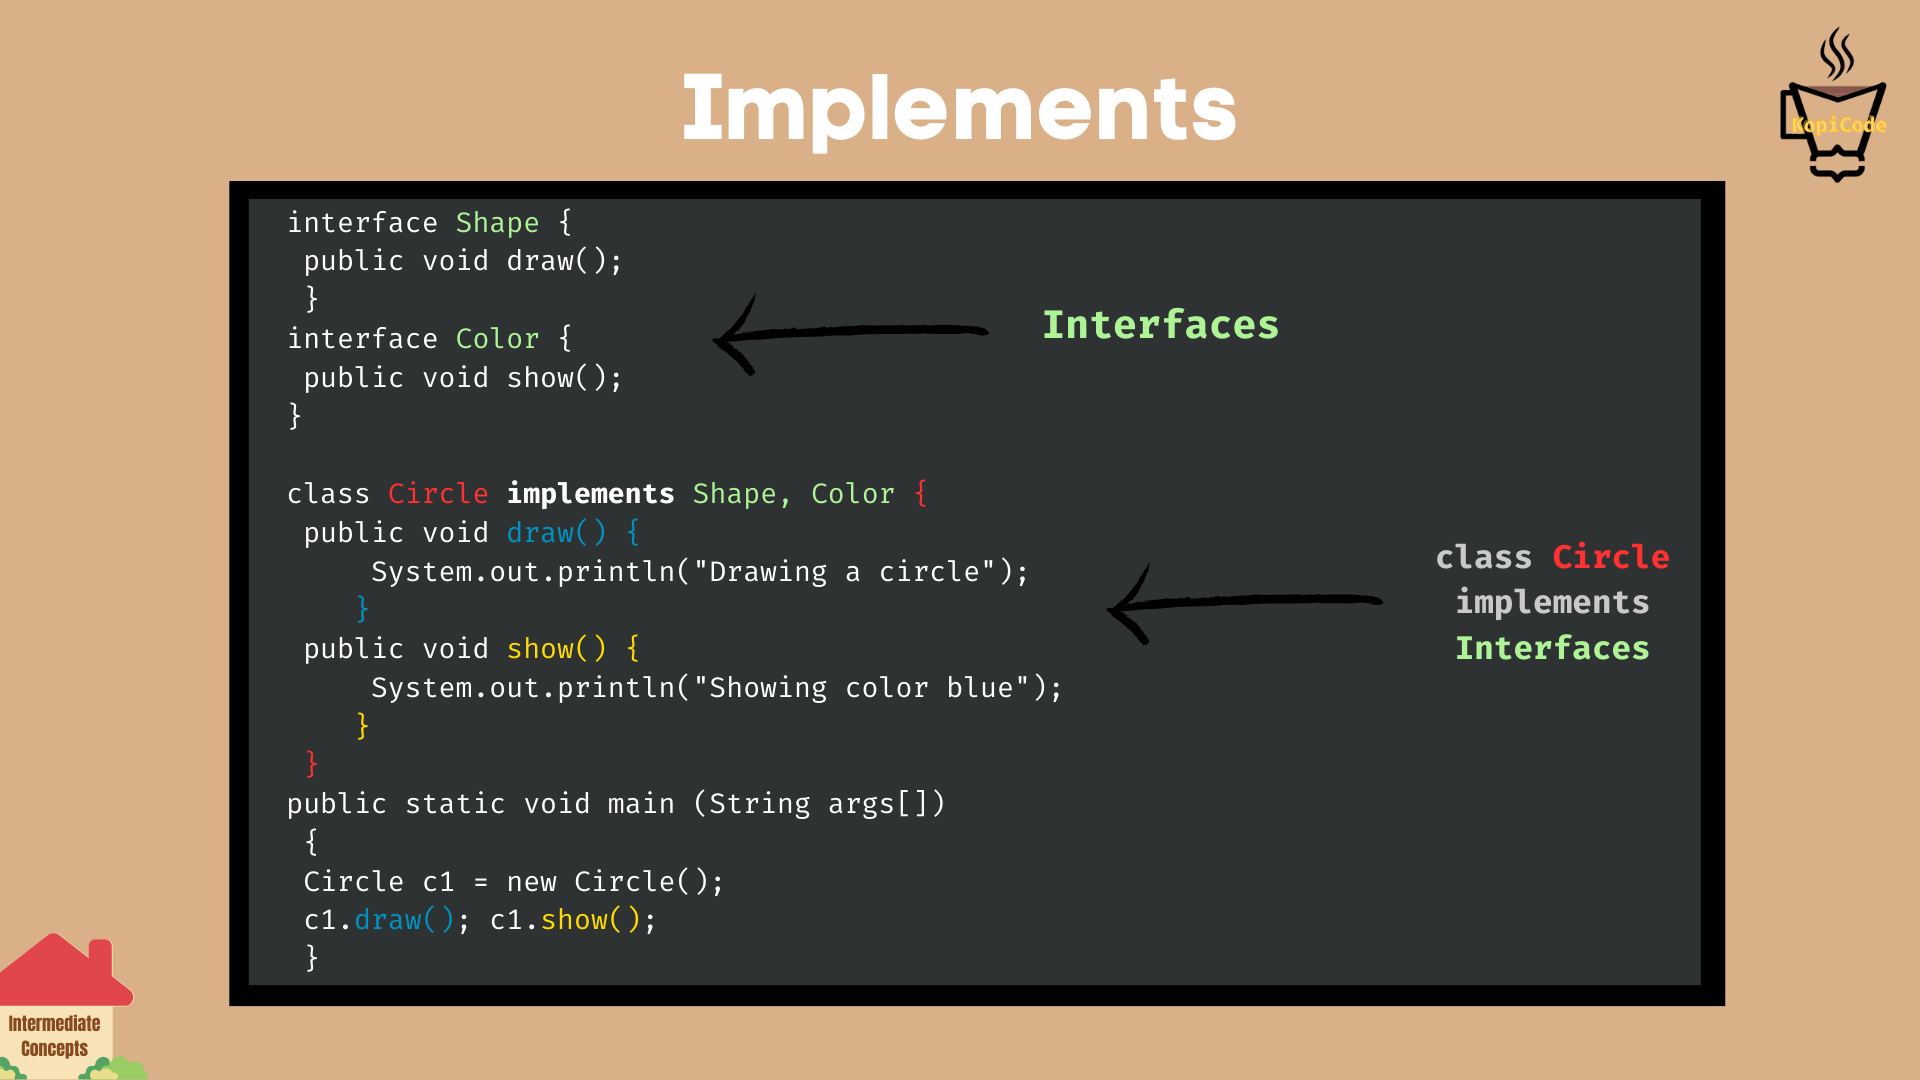 Implements
KopiCode
interface Shape {
public void draw();
}
interface Color {
public void show();
}
Interfaces
class Circle implements Shape, Color {
public void draw() {
System.out.println("Drawing a circle");
}
public void show() {
System.out.println("Showing color blue");
}
}
class Circle
implements
Interfaces
public static void main (String args[])
{
Circle c1 = new Circle();
c1.draw(); c1.show();
}
Intermediate
Concepts